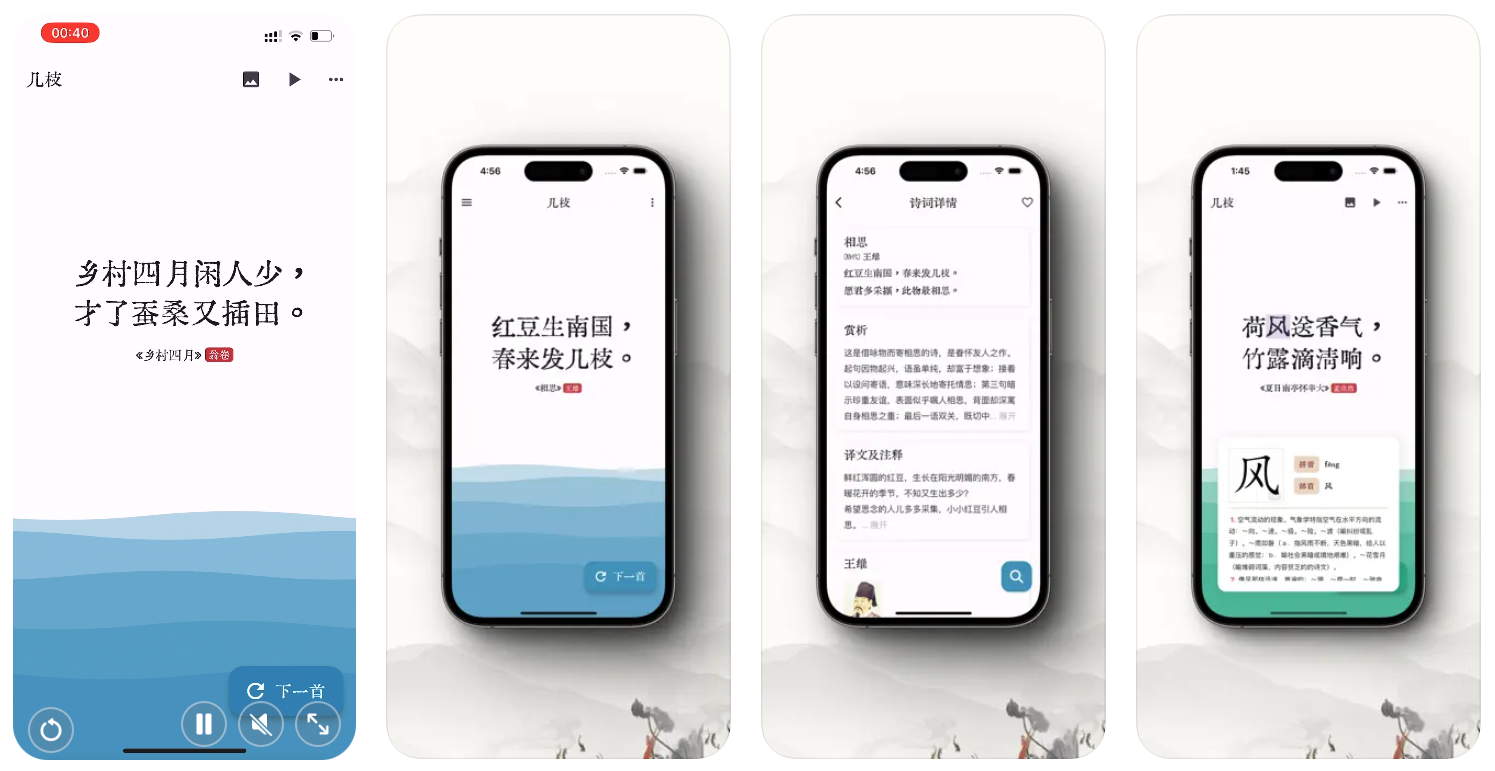 00:40
几枝
乡村四月闲人少，
才了蚕桑又插田。
《乡村四月》 翁卷
下一首
4:56
几枝
红豆生南国，
春来发几枝。
《相思》 王维
下一首
4:56
诗词详情
相思
王维
红豆生南国，春来发几枝。
愿君多采撷，此物最相思。
赏析
这是借咏物而寄相思的诗，是眷怀友人之作。
起句因物起兴，语虽单纯，却富于想象；接着
以设问寄语，意味深长地寄托情思；第三句暗
示珍重友谊，表面似乎嘱人相思，背面却深寓
自身相思之重；最后一语双关，既切中... 展开
译文及注释
鲜红浑圆的红豆，生长在阳光明媚的南方，春
暖花开的季节，不知又生出多少？
希望思念的人儿多多采集，小小红豆引人相
思。... 展开
王维
1:45
几枝
荷风送香气，
竹露滴清响。
《夏日南亭怀辛大》 孟浩然
风
拼音 fēng
部首 风
1. 空气流动的现象。气象学特指空气在水平方向的流
动：～向。～速。～级。～险。～波（喻纠纷或乱
子）。～雨如磐（a．指风雨不断，天色黑暗，给人以
重压的感觉；b．喻社会黑暗或境地艰难）。～花雪月
（喻堆砌词藻，内容贫乏的的诗文）。